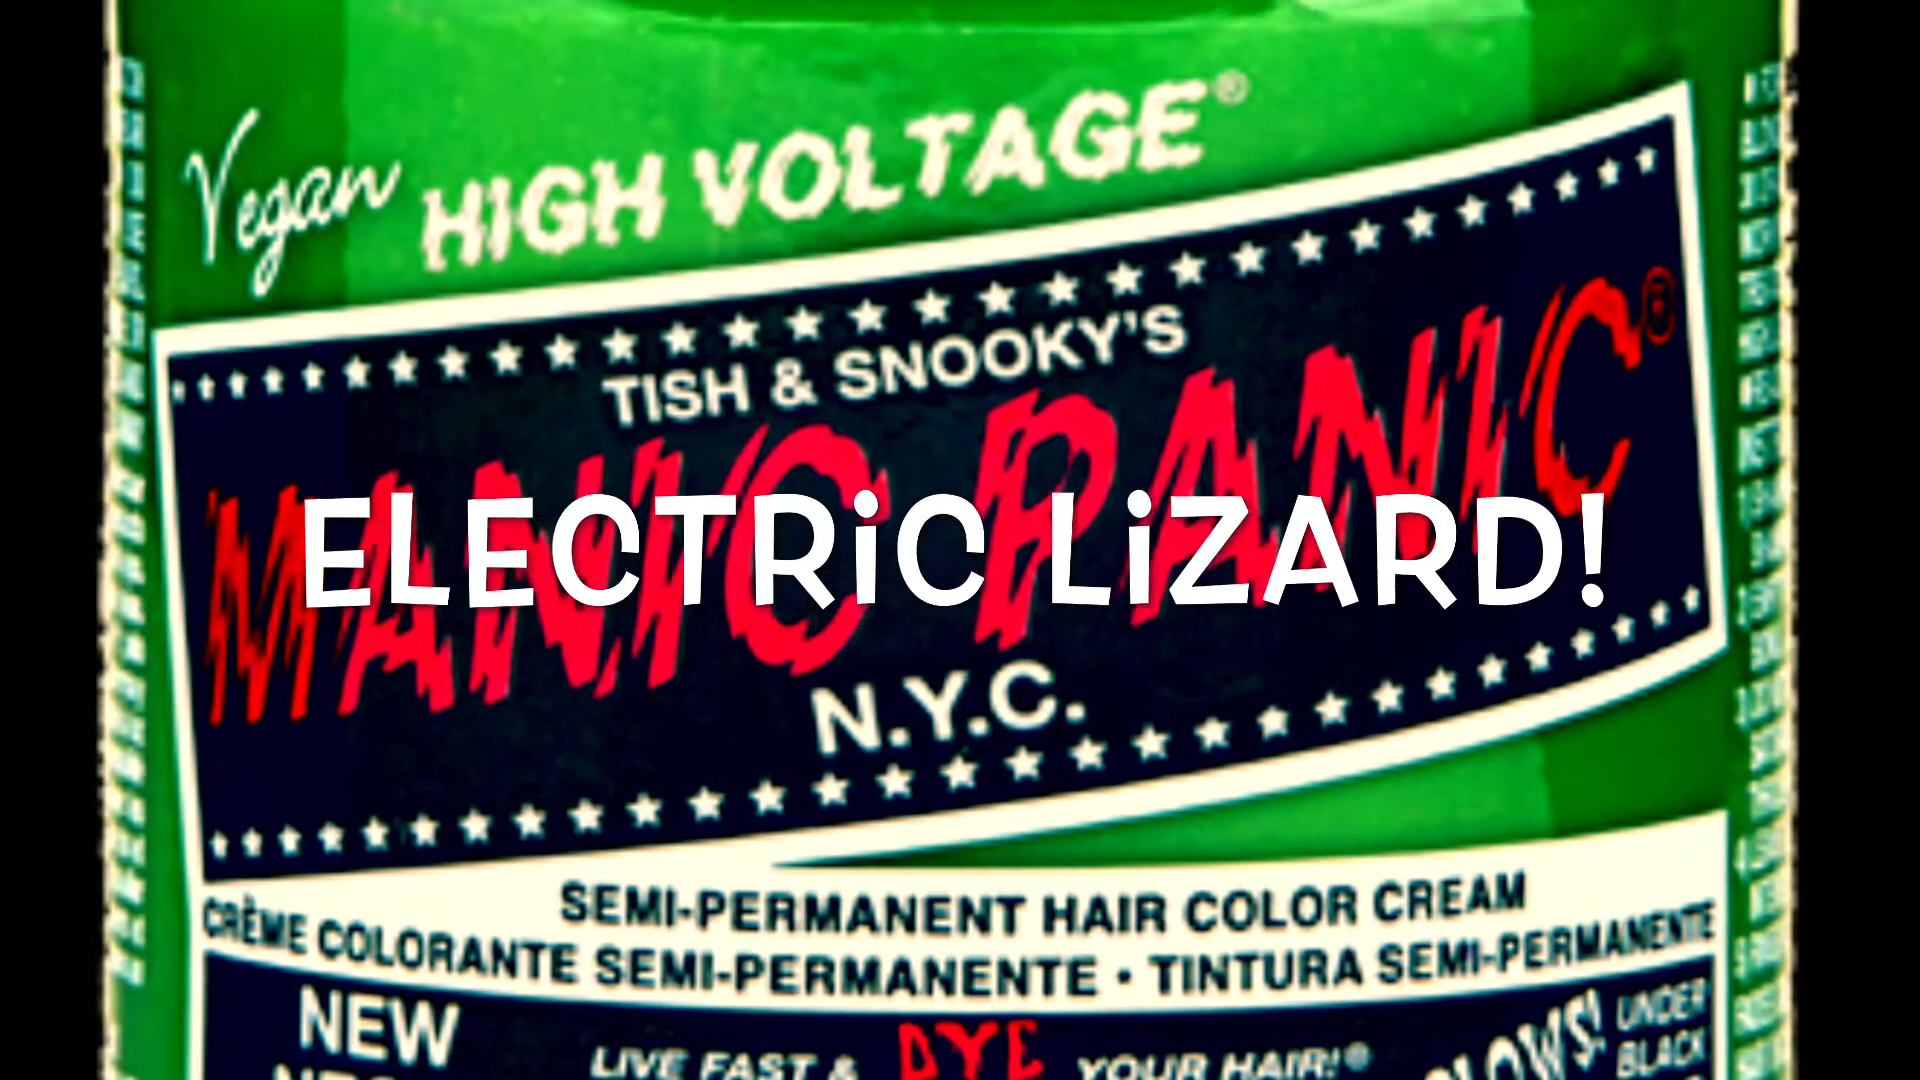 Vegan HIGH VOLTAGE®
TISH & SNOOKY'S
MANIC PANIC®
ELECTRiC LiZARD!
N.Y.C.
SEMI-PERMANENT HAIR COLOR CREAM
CRÈME COLORANTE SEMI-PERMANENTE • TINTURA SEMI-PERMANENTE
NEW
LIVE FAST & DYE YOUR HAIR!®
UNDER
BLACK